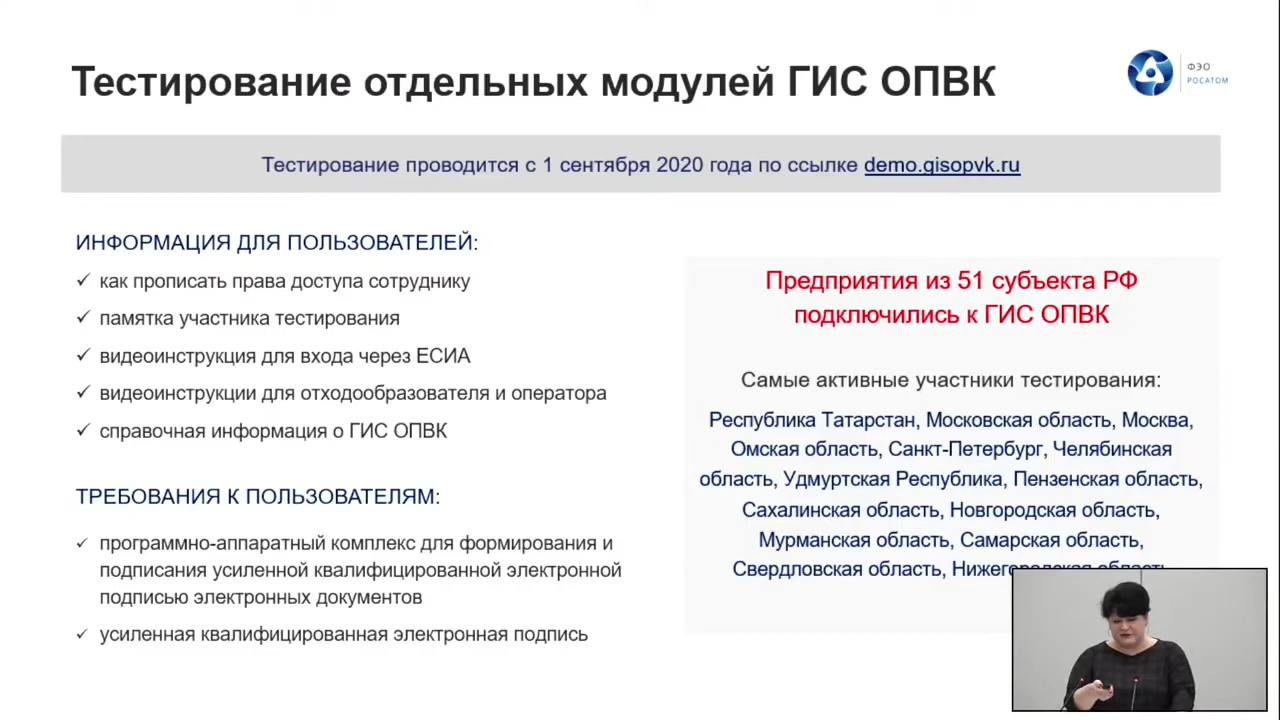 Тестирование отдельных модулей ГИС ОПВК
ФЭО
РОСАТОМ
Тестирование проводится с 1 сентября 2020 года по ссылке demo.gisopvk.ru
ИНФОРМАЦИЯ ДЛЯ ПОЛЬЗОВАТЕЛЕЙ:
✓ как прописать права доступа сотруднику
✓ памятка участника тестирования
✓ видеоинструкция для входа через ЕСИА
✓ видеоинструкции для отходообразователя и оператора
✓ справочная информация о ГИС ОПВК
ТРЕБОВАНИЯ К ПОЛЬЗОВАТЕЛЯМ:
✓ программно-аппаратный комплекс для формирования и
подписания усиленной квалифицированной электронной
подписью электронных документов
✓ усиленная квалифицированная электронная подпись
Предприятия из 51 субъекта РФ
подключились к ГИС ОПВК
Самые активные участники тестирования:
Республика Татарстан, Московская область, Москва,
Омская область, Санкт-Петербург, Челябинская
область, Удмуртская Республика, Пензенская область,
Сахалинская область, Новгородская область,
Мурманская область, Самарская область,
Свердловская область, Нижегородская область